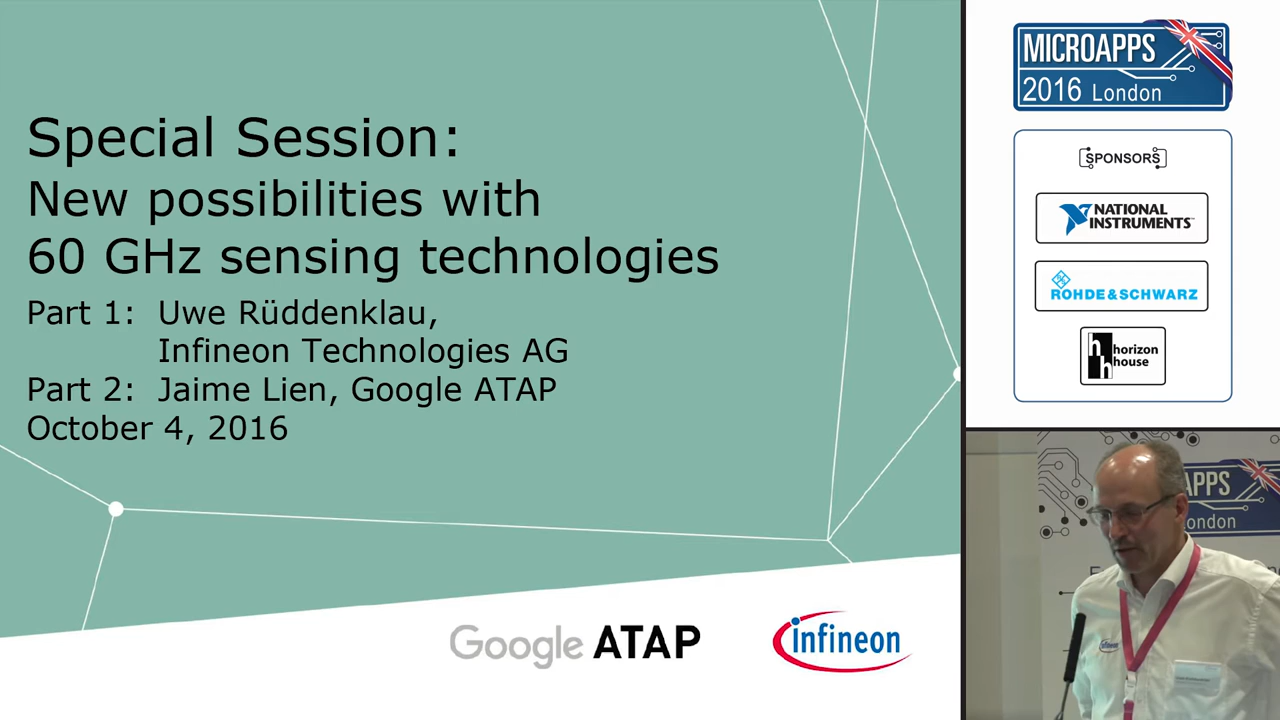 Special Session:
New possibilities with
60 GHz sensing technologies
Part 1: Uwe Rüddenklau,
Infineon Technologies AG
Part 2: Jaime Lien, Google ATAP
October 4, 2016
Google ATAP
infineon
MICROAPPS
2016 London
SPONSORS
NATIONAL
INSTRUMENTS
ROHDE & SCHWARZ
h
h
horizon
house
APPS
ondon
infineon